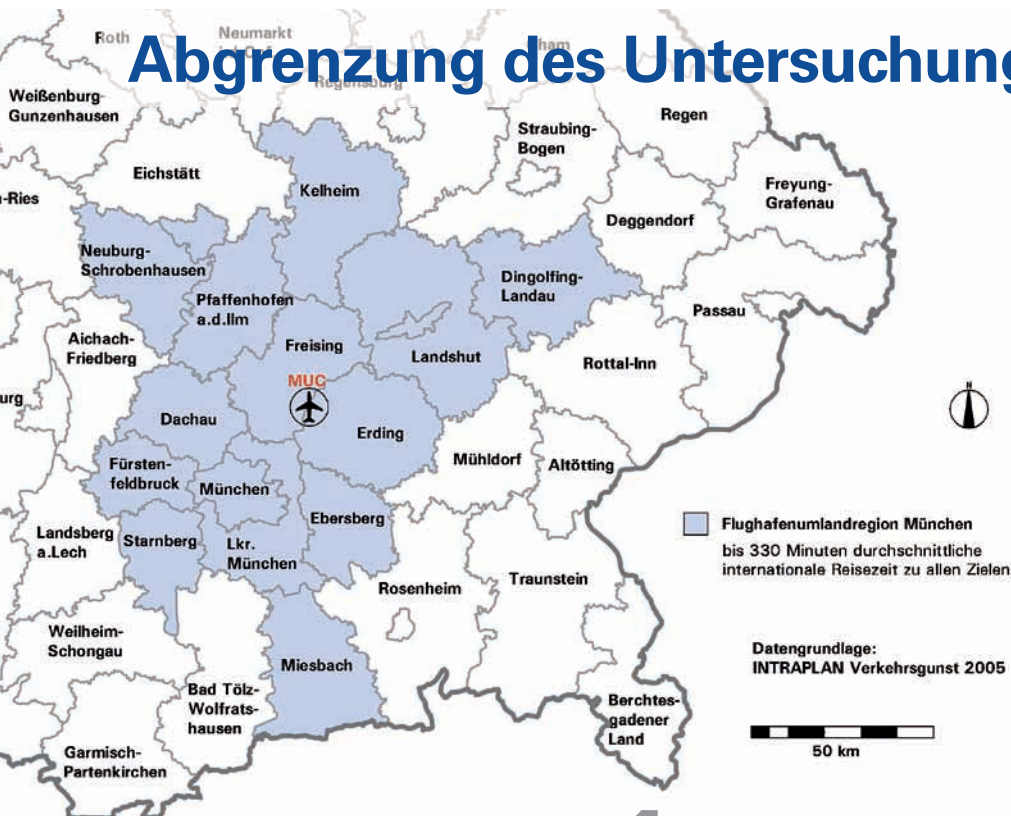 Abgrenzung des Untersuchung
Roth
Neumarkt
Regensburg
Weißenburg-
Gunzenhausen
Straubing-
Bogen
Regen
Eichstätt
Kelheim
Freyung-
Grafenau
-Ries
Deggendorf
Neuburg-
Schrobenhausen
Dingolfing-
Landau
Pfaffenhofen
a.d.Ilm
Passau
Aichach-
Friedberg
Freising
Landshut
Rottal-Inn
MUC
N
urg
Dachau
Erding
Mühldorf
Altötting
Fürsten-
feldbruck
München
Landsberg
a.Lech
Starnberg
Ebersberg
Lkr.
München
Flughafenumlandregion München
bis 330 Minuten durchschnittliche
internationale Reisezeit zu allen Zielen
Rosenheim
Traunstein
Weilheim-
Schongau
Miesbach
Datengrundlage:
INTRAPLAN Verkehrsgunst 2005
Bad Tölz-
Wolfrats-
hausen
Berchtes-
gadener
Land
Garmisch-
Partenkirchen
50 km